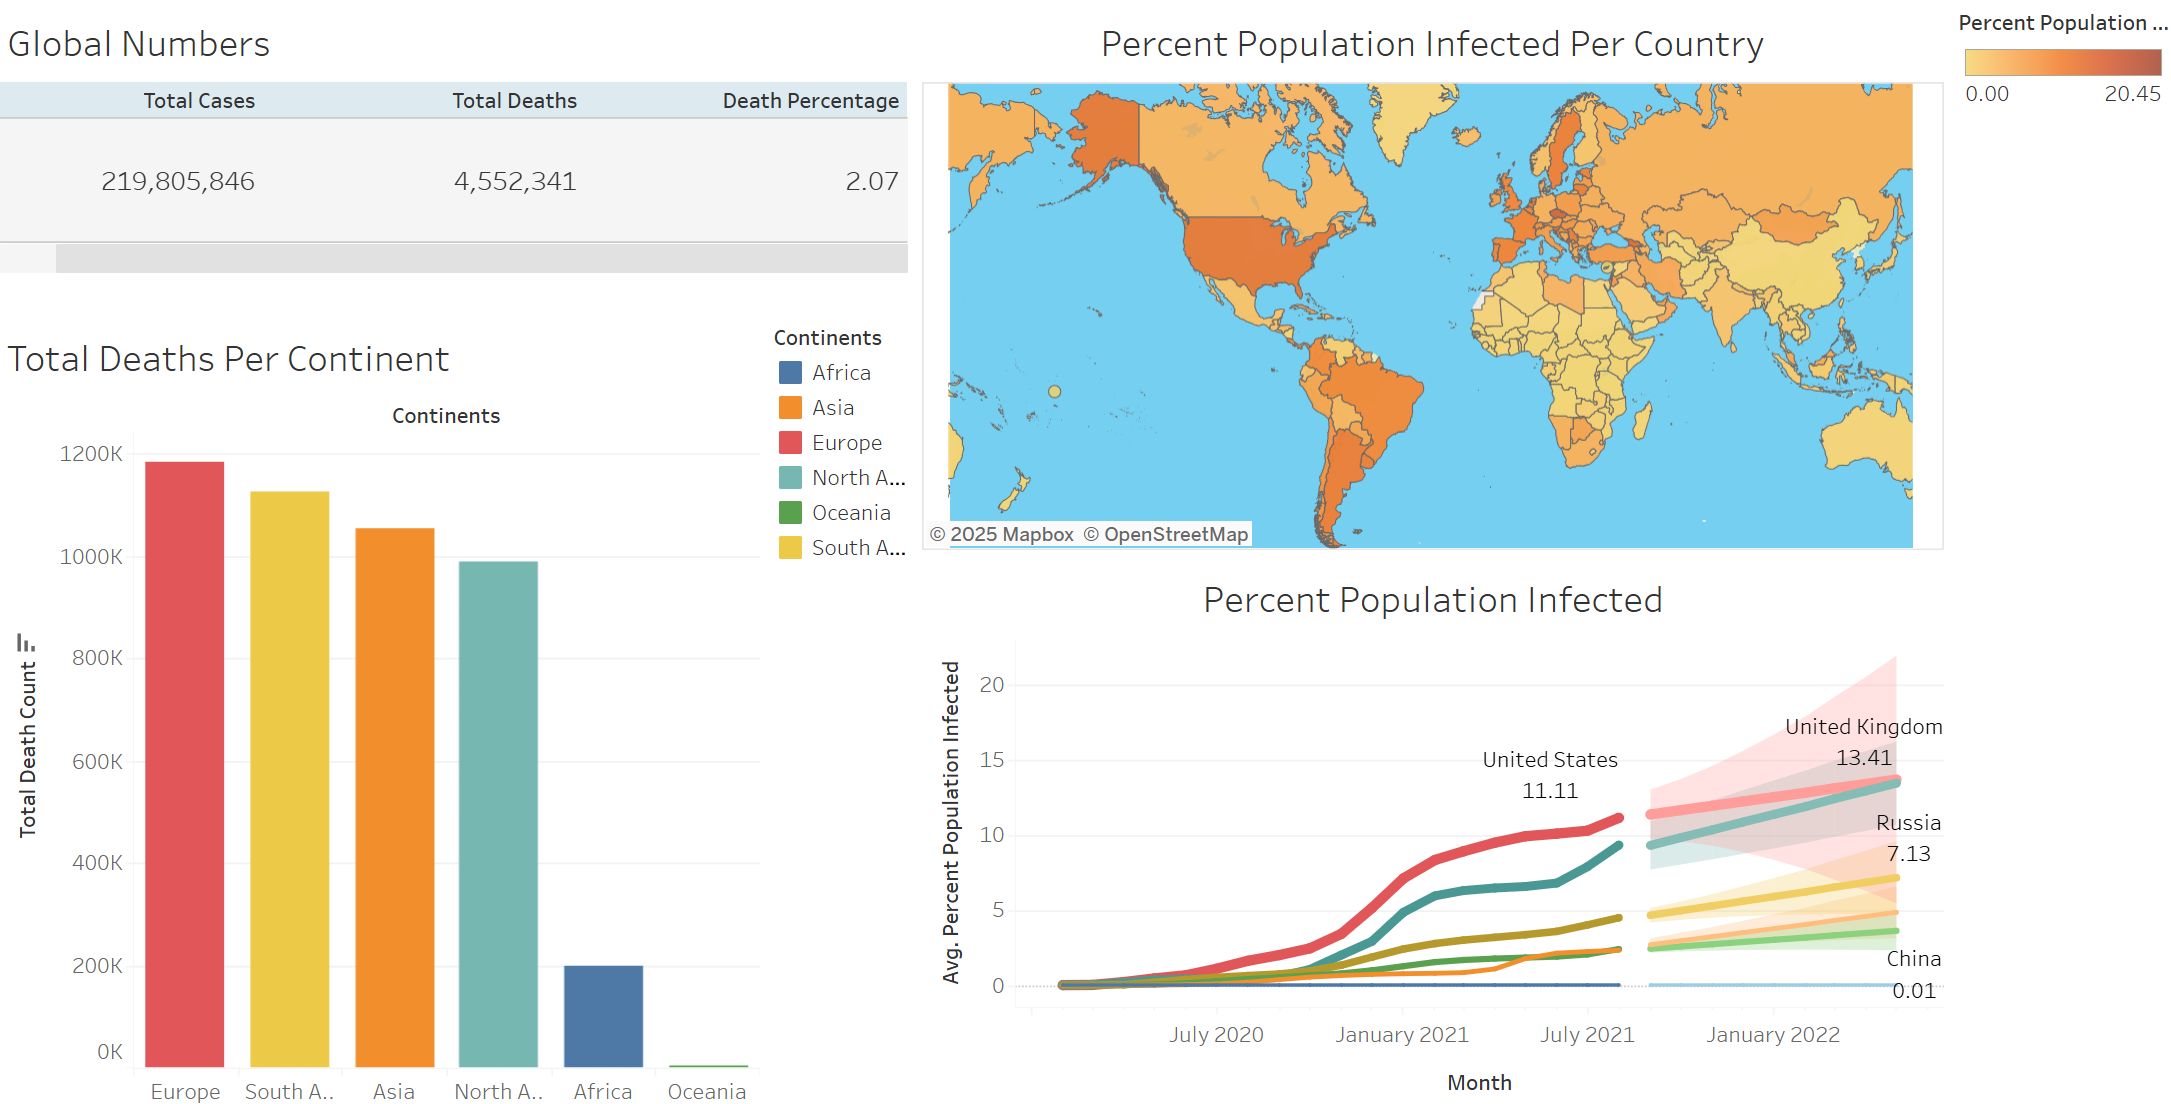 Global Numbers
Total Cases
Total Deaths
Death Percentage
219,805,846
4,552,341
2.07
Total Deaths Per Continent
Continents
1200K
1000K
800K
600K
400K
200K
0K
Total Death Count
Europe
South A..
Asia
North A..
Africa
Oceania
Continents
Africa
Asia
Europe
North A...
Oceania
South A...
Percent Population Infected Per Country
© 2025 Mapbox © OpenStreetMap
Percent Population ...
0.00
20.45
Percent Population Infected
Avg. Percent Population Infected
20
15
10
5
0
United States
11.11
United Kingdom
13.41
Russia
7.13
China
0.01
July 2020
January 2021
July 2021
January 2022
Month